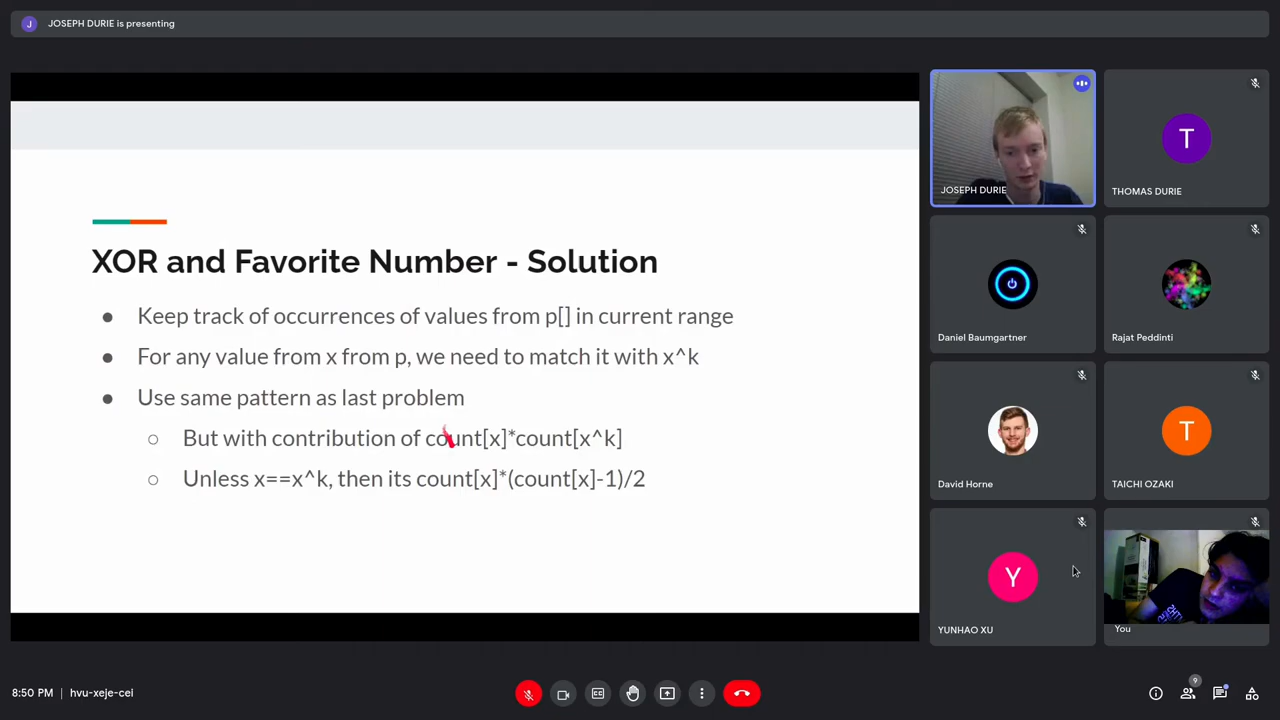 J
JOSEPH DURIE is presenting
XOR and Favorite Number - Solution
● Keep track of occurrences of values from p[] in current range
● For any value from x from p, we need to match it with x^k
● Use same pattern as last problem
○ But with contribution of count[x]*count[x^k]
○ Unless x==x^k, then its count[x]*(count[x]-1)/2
JOSEPH DURIE
T
THOMAS DURIE
Daniel Baumgartner
Rajat Peddinti
David Horne
T
TAICHI OZAKI
Y
YUNHAO XU
You
8:50 PM | hvu-xeje-cei
9